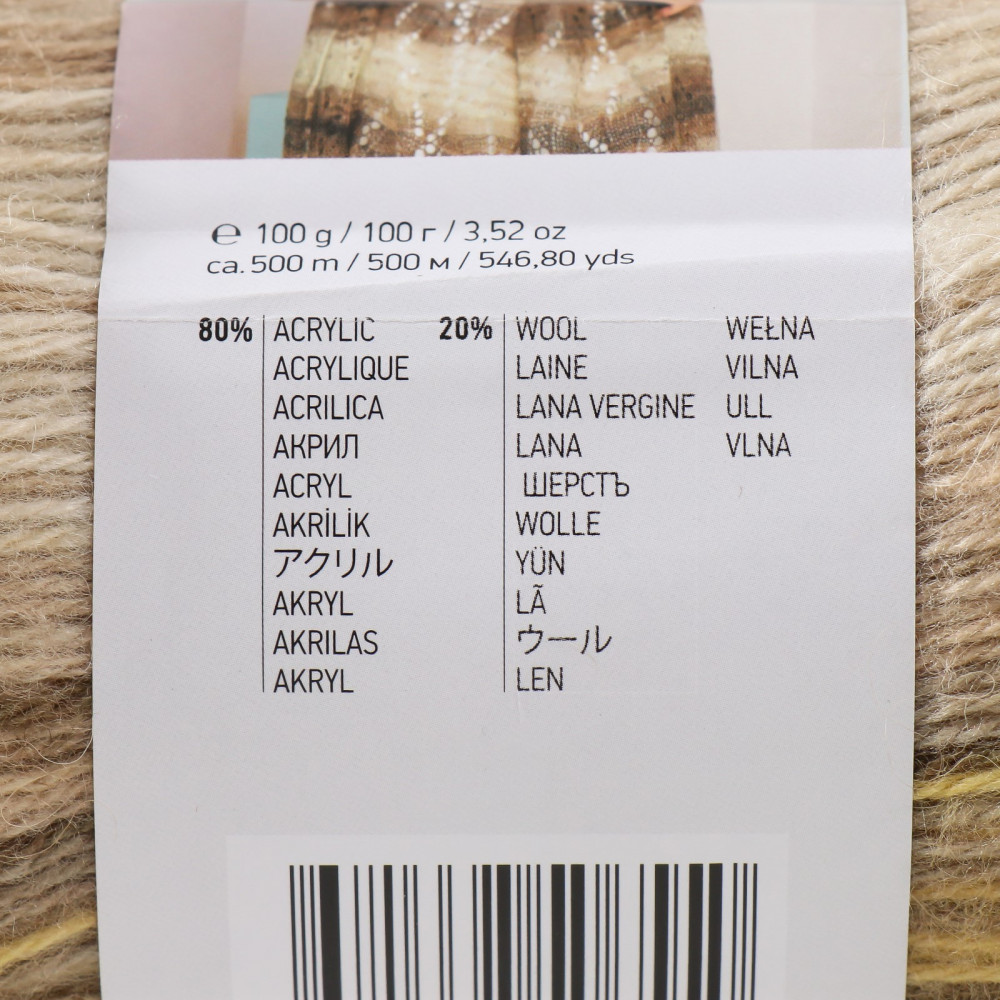 ℮ 100 g / 100 г / 3,52 oz
ca. 500 m / 500 м / 546,80 yds
80% ACRYLIC 20% WOOL WEŁNA
ACRYLIQUE LAINE VILNA
ACRILICA LANA VERGINE ULL
АКРИЛ LANA VLNA
ACRYL ШЕРСТЪ
AKRİLİK WOLLE
アクリル YÜN
AKRYL LÃ
AKRILAS ウール
AKRYL LEN